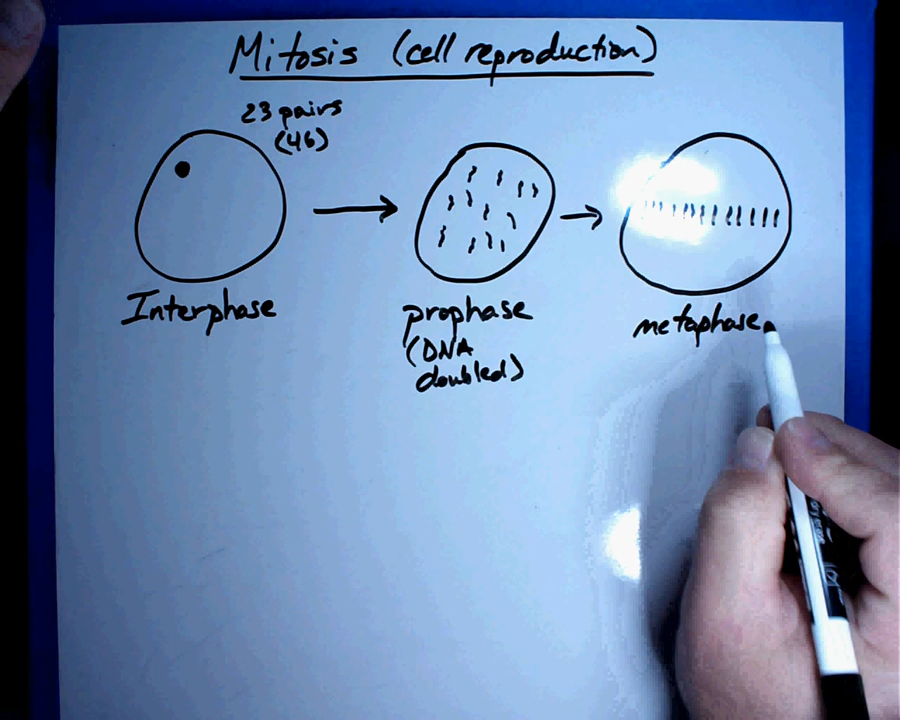 Mitosis (cell reproduction)
23 pairs
(46)
Interphase
prophase
(DNA
doubled)
metaphase